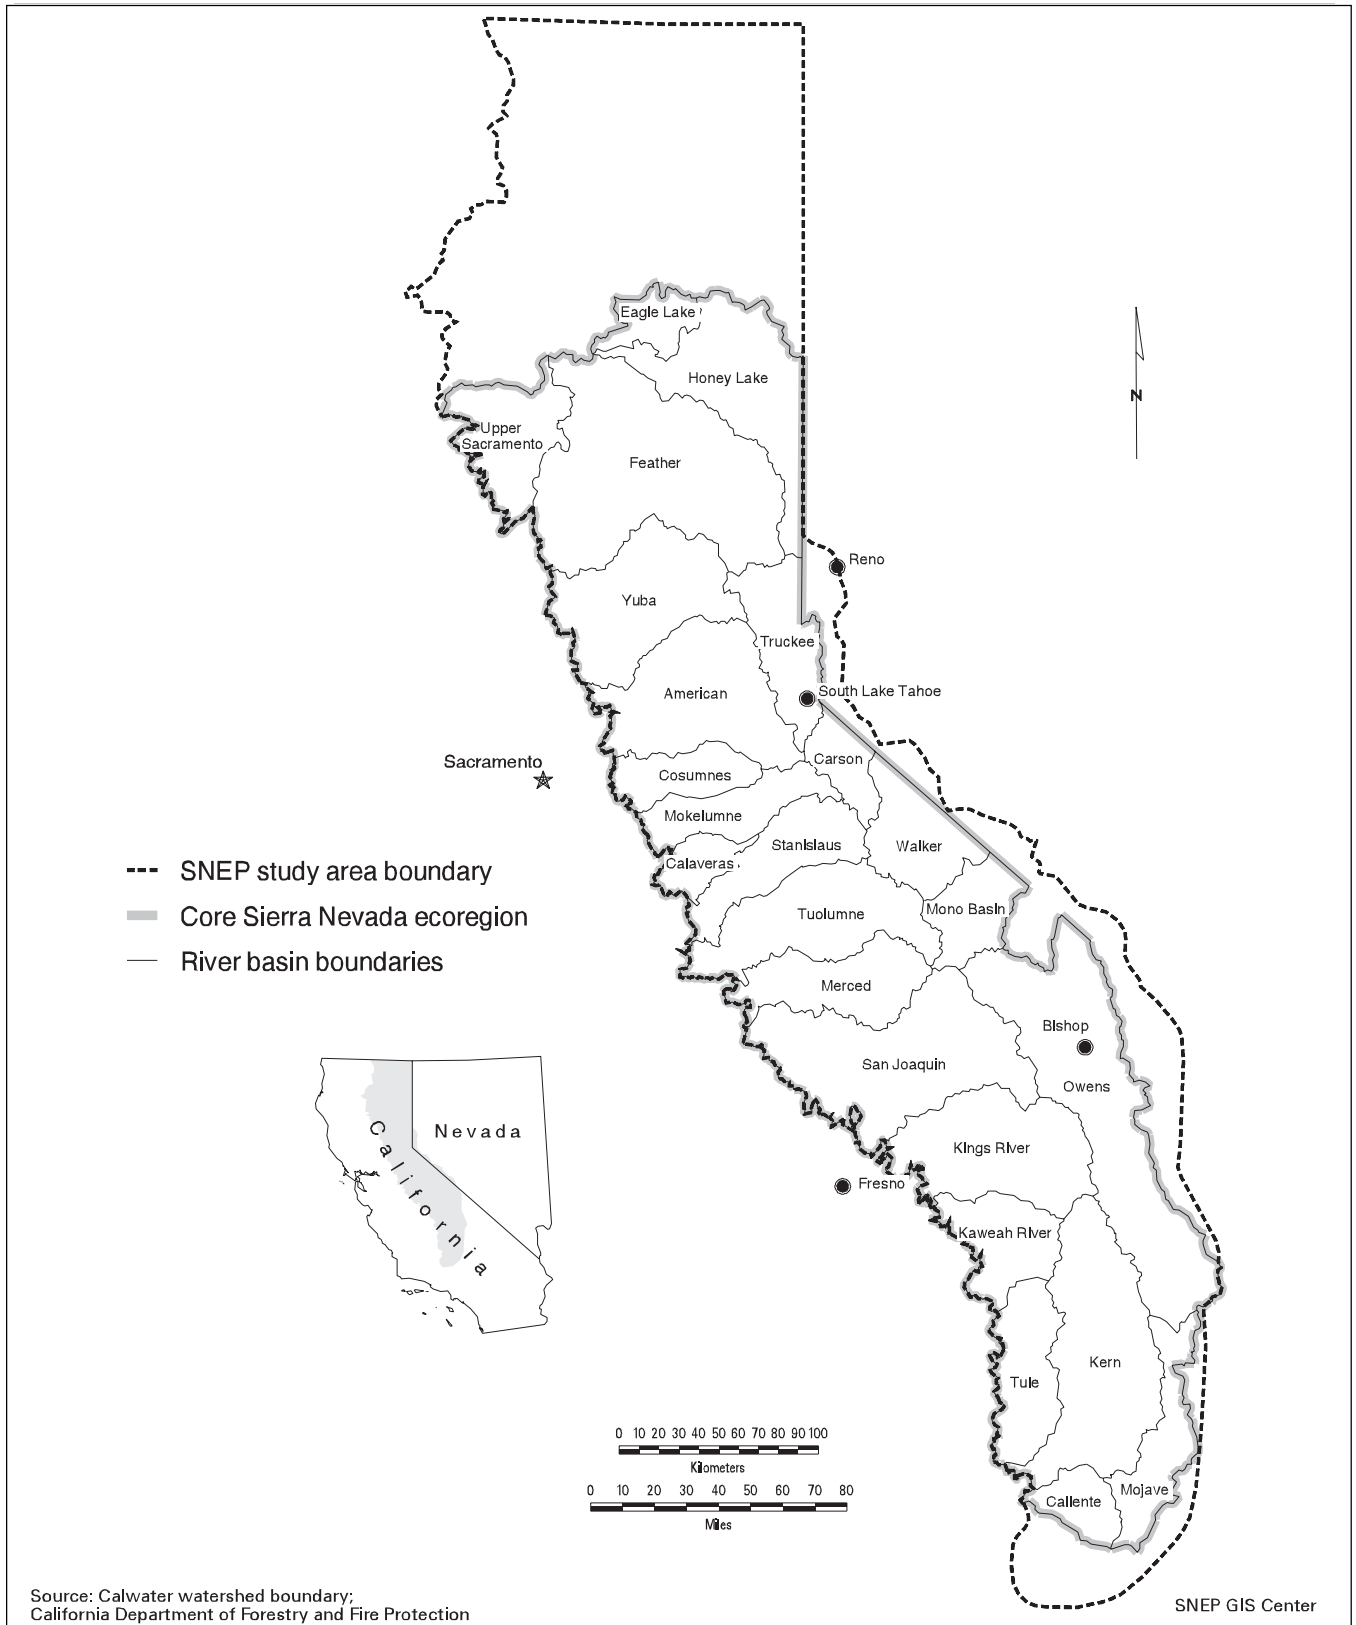 Eagle Lake
Honey Lake
Upper
Sacramento
Feather
N
Reno
Yuba
Truckee
American
South Lake Tahoe
Sacramento
Carson
Cosumnes
Mokelumne
Stanislaus
Walker
Calaveras
SNEP study area boundary
Tuolumne
Mono Basin
Core Sierra Nevada ecoregion
River basin boundaries
Merced
Bishop
San Joaquin
Owens
California
Nevada
Kings River
Fresno
Kaweah River
Kern
Tule
0 10 20 30 40 50 60 70 80 90 100
Kilometers
0 10 20 30 40 50 60 70 80
Miles
Caliente
Mojave
Source: Calwater watershed boundary;
California Department of Forestry and Fire Protection
SNEP GIS Center